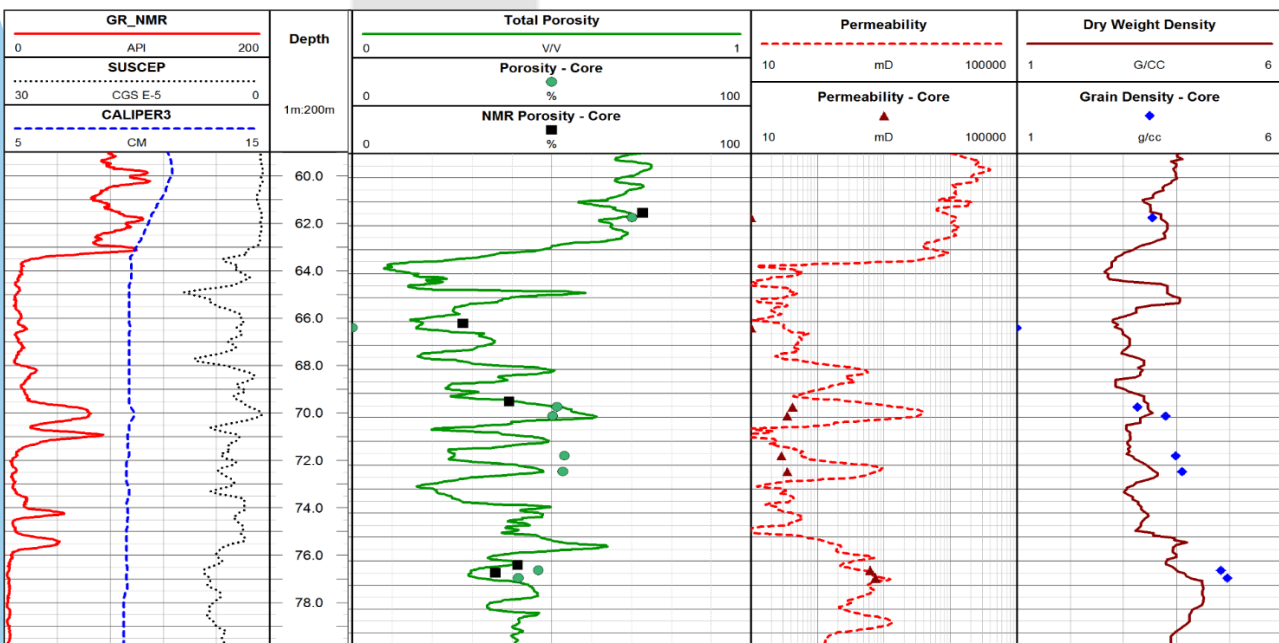 GR_NMR
0 API 200
SUSCEP
30 CGS E-5 0
CALIPER3
5 CM 15
Depth
1m:200m
Total Porosity
0 V/V 1
Porosity - Core
0 % 100
NMR Porosity - Core
0 % 100
Permeability
10 mD 100000
Permeability - Core
10 mD 100000
Dry Weight Density
1 G/CC 6
Grain Density - Core
1 g/cc 6
60.0
62.0
64.0
66.0
68.0
70.0
72.0
74.0
76.0
78.0